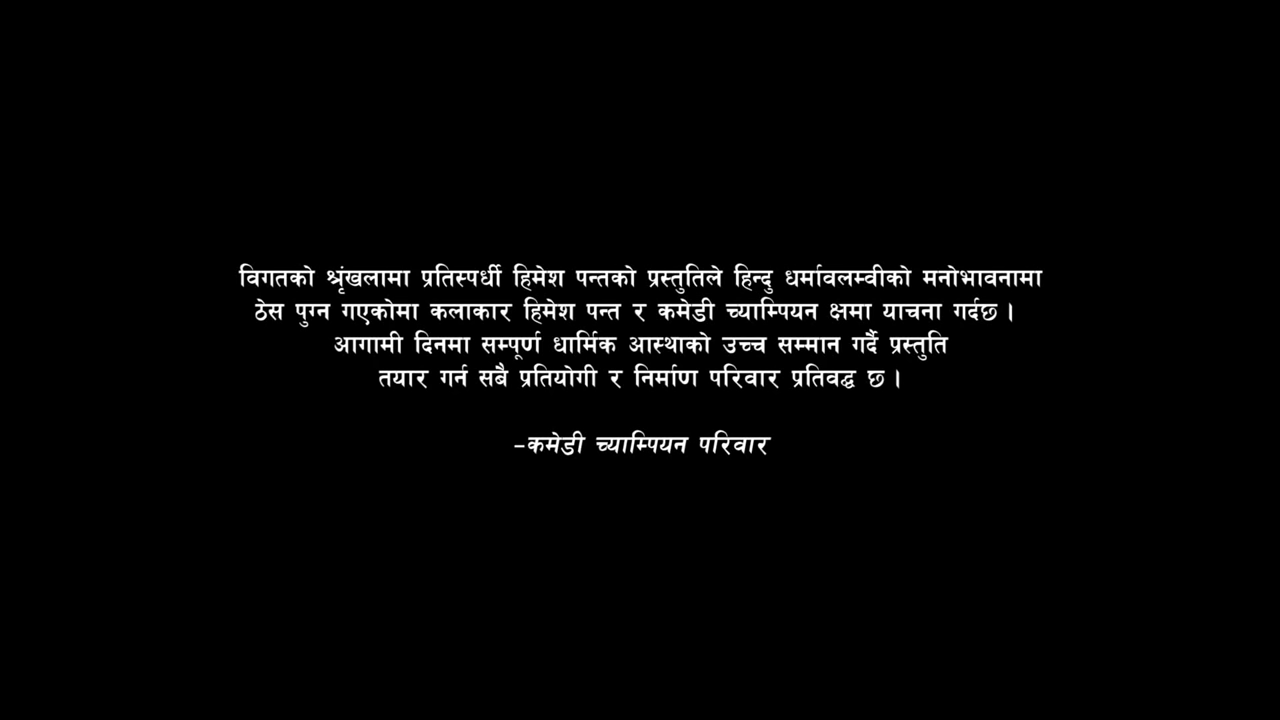 विगतको श्रृंखलामा प्रतिस्पर्धी हिमेश पन्तको प्रस्तुतिले हिन्दु धर्मावलम्वीको मनोभावनामा
ठेस पुग्न गएकोमा कलाकार हिमेश पन्त र कमेडी च्याम्पियन क्षमा याचना गर्दछ ।
आगामी दिनमा सम्पूर्ण धार्मिक आस्थाको उच्च सम्मान गर्दै प्रस्तुति
तयार गर्न सबै प्रतियोगी र निर्माण परिवार प्रतिवद्ध छ ।
-कमेडी च्याम्पियन परिवार